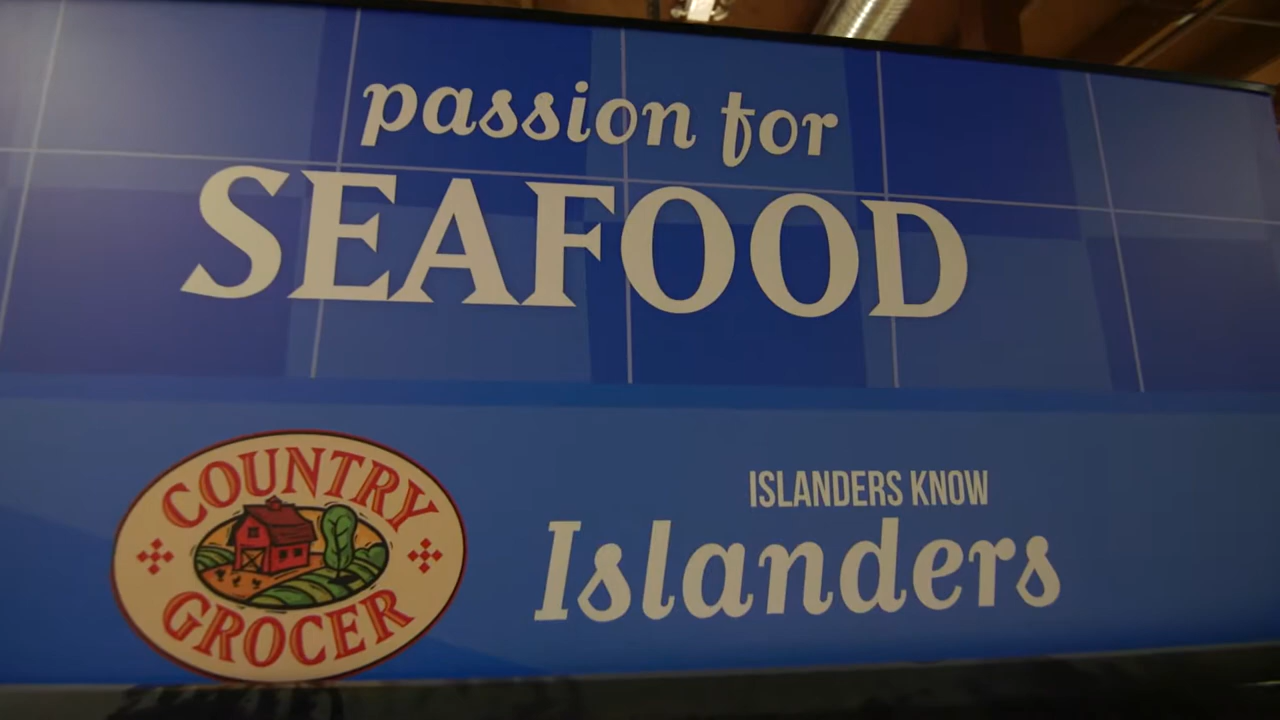 passion for
SEAFOOD
COUNTRY
GROCER
ISLANDERS KNOW
Islanders